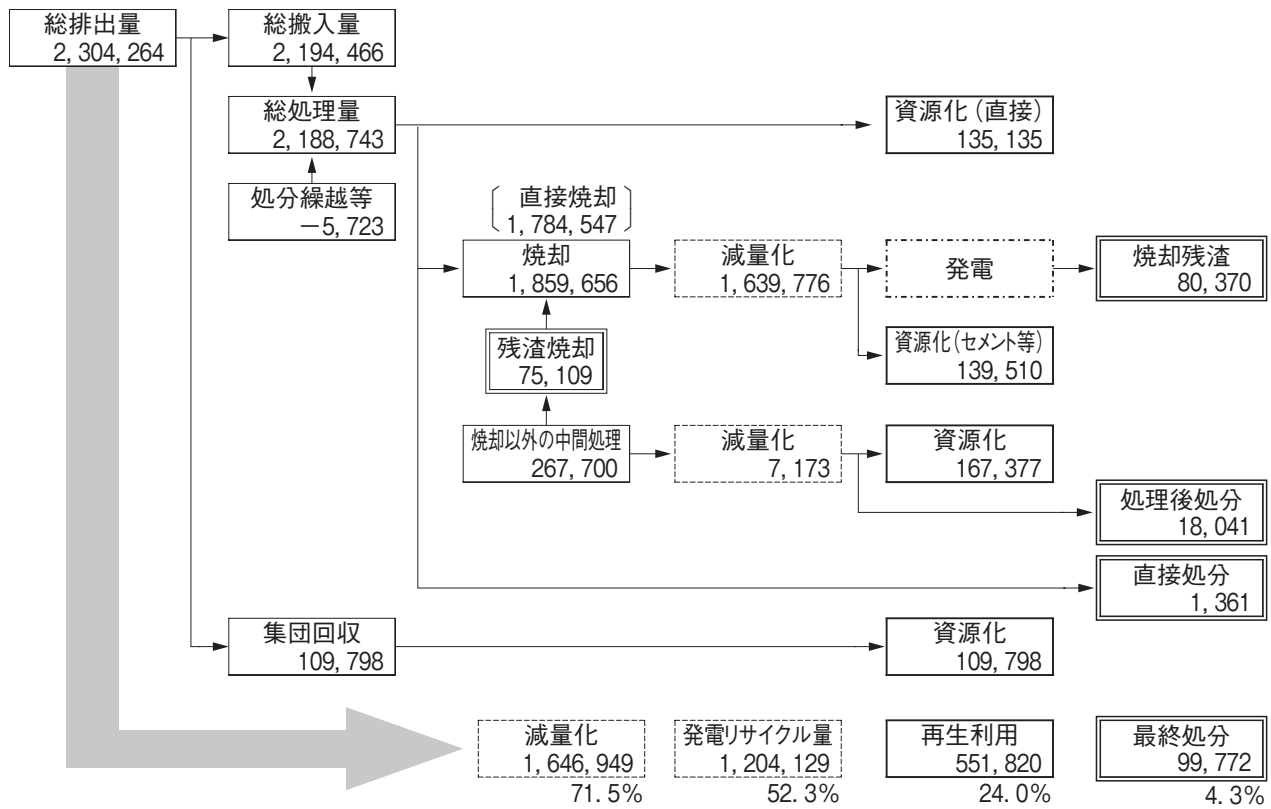 総排出量
2,304,264
総搬入量
2,194,466
総処理量
2,188,743
資源化（直接）
135,135
処分繰越等
－5,723
直接焼却
1,784,547
焼却
1,859,656
減量化
1,639,776
発電
焼却残渣
80,370
残渣焼却
75,109
資源化（セメント等）
139,510
焼却以外の中間処理
267,700
減量化
7,173
資源化
167,377
処理後処分
18,041
直接処分
1,361
集団回収
109,798
資源化
109,798
減量化
1,646,949
71.5%
発電リサイクル量
1,204,129
52.3%
再生利用
551,820
24.0%
最終処分
99,772
4.3%